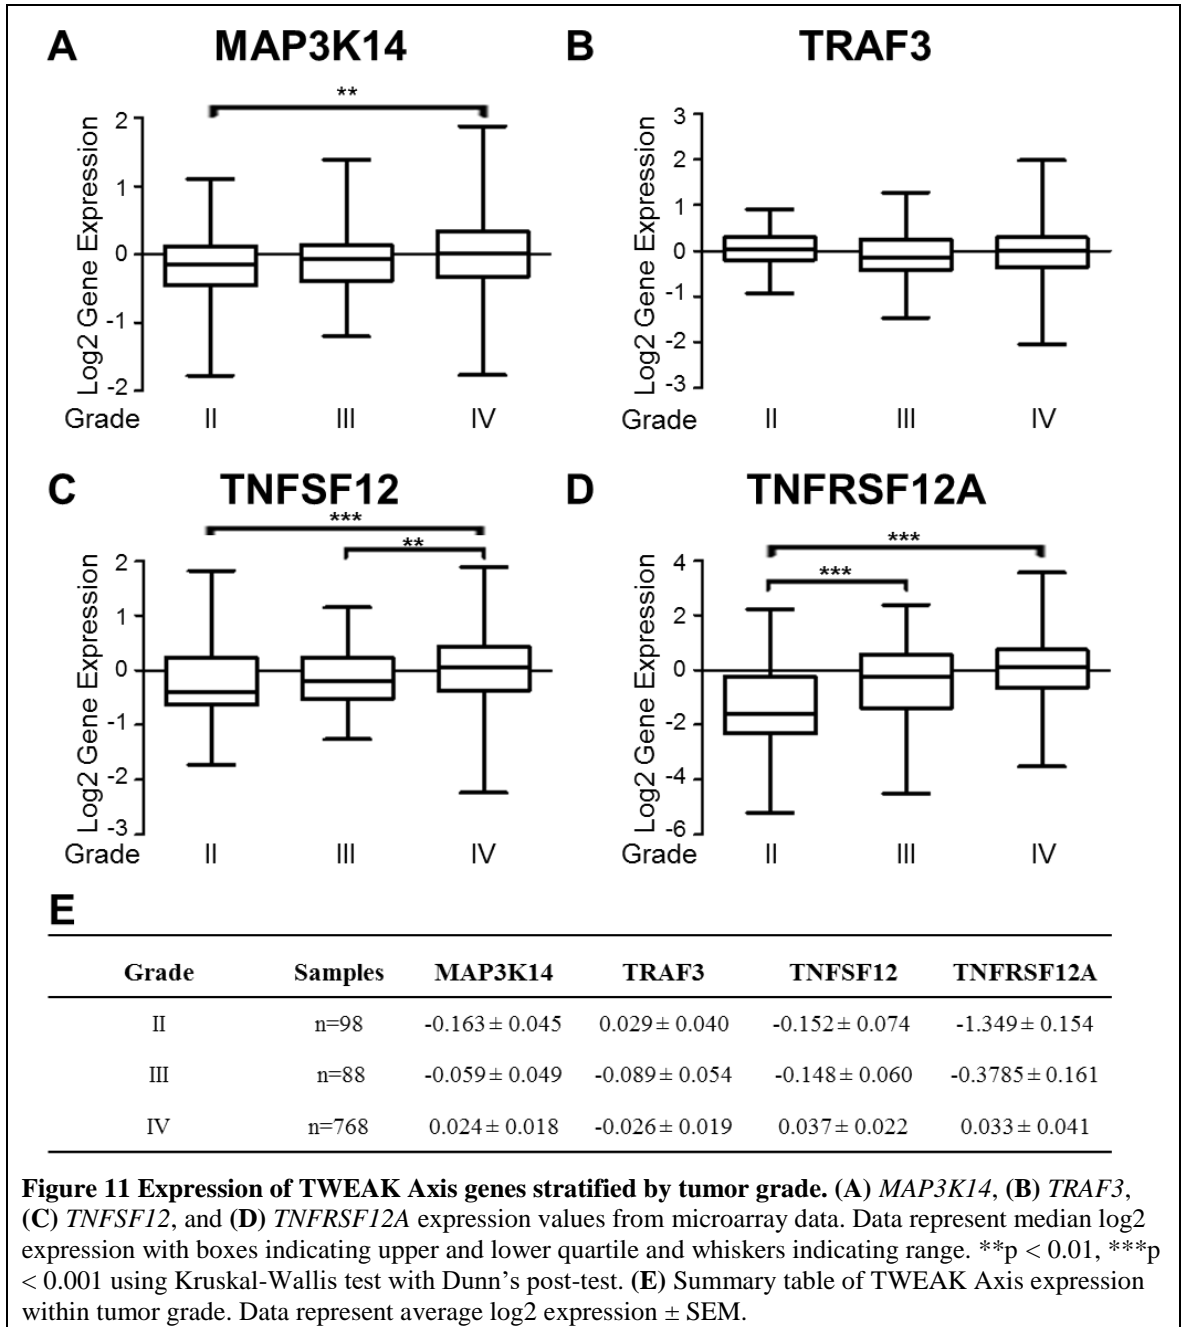 A MAP3K14
**
Log2 Gene Expression
2
1
0
-1
-2
Grade II III IV
B TRAF3
Log2 Gene Expression
3
2
1
0
-1
-2
-3
Grade II III IV
C TNFSF12
***
**
Log2 Gene Expression
2
1
0
-1
-2
-3
Grade II III IV
D TNFRSF12A
***
***
Log2 Gene Expression
4
2
0
-2
-4
-6
Grade II III IV
E
Grade Samples MAP3K14 TRAF3 TNFSF12 TNFRSF12A
II n=98 -0.163 ± 0.045 0.029 ± 0.040 -0.152 ± 0.074 -1.349 ± 0.154
III n=88 -0.059 ± 0.049 -0.089 ± 0.054 -0.148 ± 0.060 -0.3785 ± 0.161
IV n=768 0.024 ± 0.018 -0.026 ± 0.019 0.037 ± 0.022 0.033 ± 0.041
Figure 11 Expression of TWEAK Axis genes stratified by tumor grade. (A) MAP3K14, (B) TRAF3,
(C) TNFSF12, and (D) TNFRSF12A expression values from microarray data. Data represent median log2
expression with boxes indicating upper and lower quartile and whiskers indicating range. **p < 0.01, ***p
< 0.001 using Kruskal-Wallis test with Dunn's post-test. (E) Summary table of TWEAK Axis expression
within tumor grade. Data represent average log2 expression ± SEM.